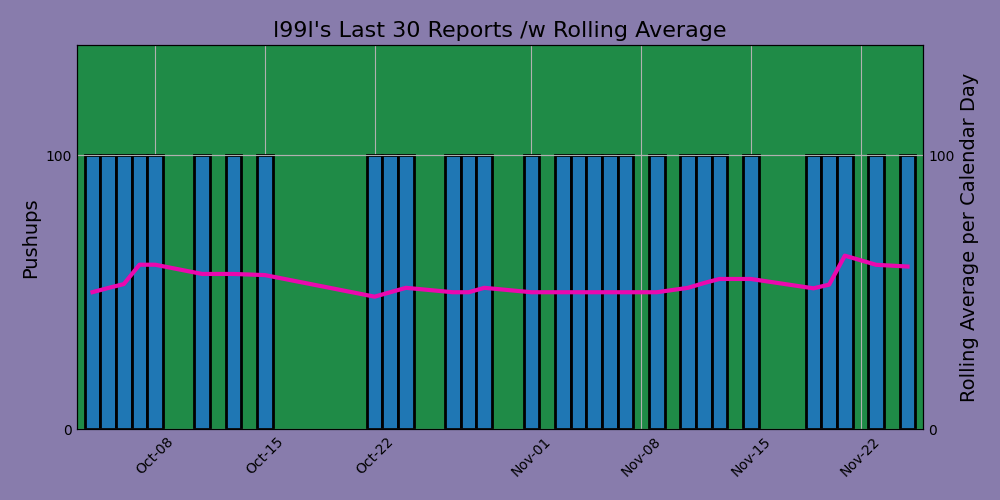 l99l's Last 30 Reports /w Rolling Average
Pushups
100
0
100
0
Rolling Average per Calendar Day
Oct-08
Oct-15
Oct-22
Nov-01
Nov-08
Nov-15
Nov-22